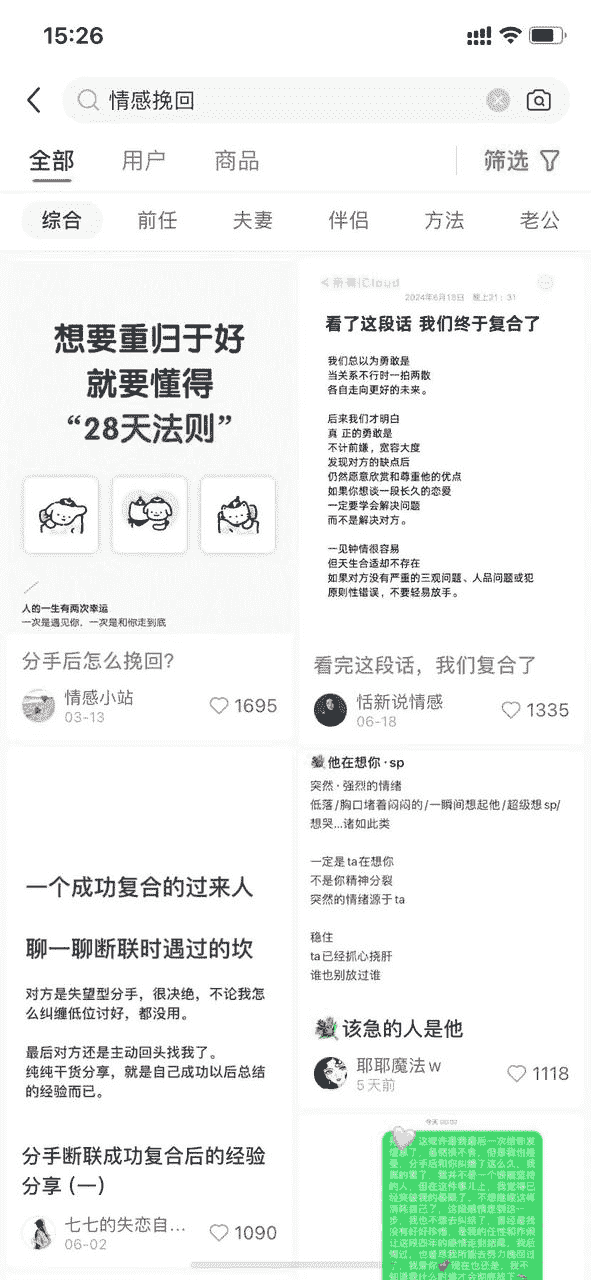 15:26
情感挽回
全部
用户
商品
筛选
综合
前任
夫妻
伴侣
方法
老公
想要重归于好
就要懂得
“28天法则”
人的一生有两次幸运
一次是遇见你,一次是和你走到底
分手后怎么挽回?
情感小站
03-13
1695
2024年6月18日 晚上21:31
看了这段话 我们终于复合了
我们总以为勇敢是
当关系不行时一拍两散
各自走向更好的未来。
后来我们才明白
真 正的勇敢是
不计前嫌,宽容大度
发现对方的缺点后
仍然愿意欣赏和尊重他的优点
如果你想谈一段长久的恋爱
一定要学会解决问题
而不是解决对方。
一见钟情很容易
但天生合适却不存在
如果对方没有严重的三观问题、人品问题或犯
原则性错误,不要轻易放手。
看完这段话,我们复合了
恬新说情感
06-18
1335
一个成功复合的过来人
聊一聊断联时遇过的坎
对方是失望型分手,很决绝,不论我怎
么纠缠低位讨好,都没用。
最后对方还是主动回头找我了。
纯纯干货分享,就是自己成功以后总结
的经验而已。
分手断联成功复合后的经验
分享 (一)
七七的失恋自...
06-02
1090
他在想你·sp
突然·强烈的情绪
低落/胸口堵着闷闷的/一瞬间想起他/超级想sp/
想哭...诸如此类
一定是ta在想你
不是你精神分裂
突然的情绪源于ta
稳住
ta已经抓心挠肝
谁也别放过谁
该急的人是他
耶耶魔法w
5天前
1118